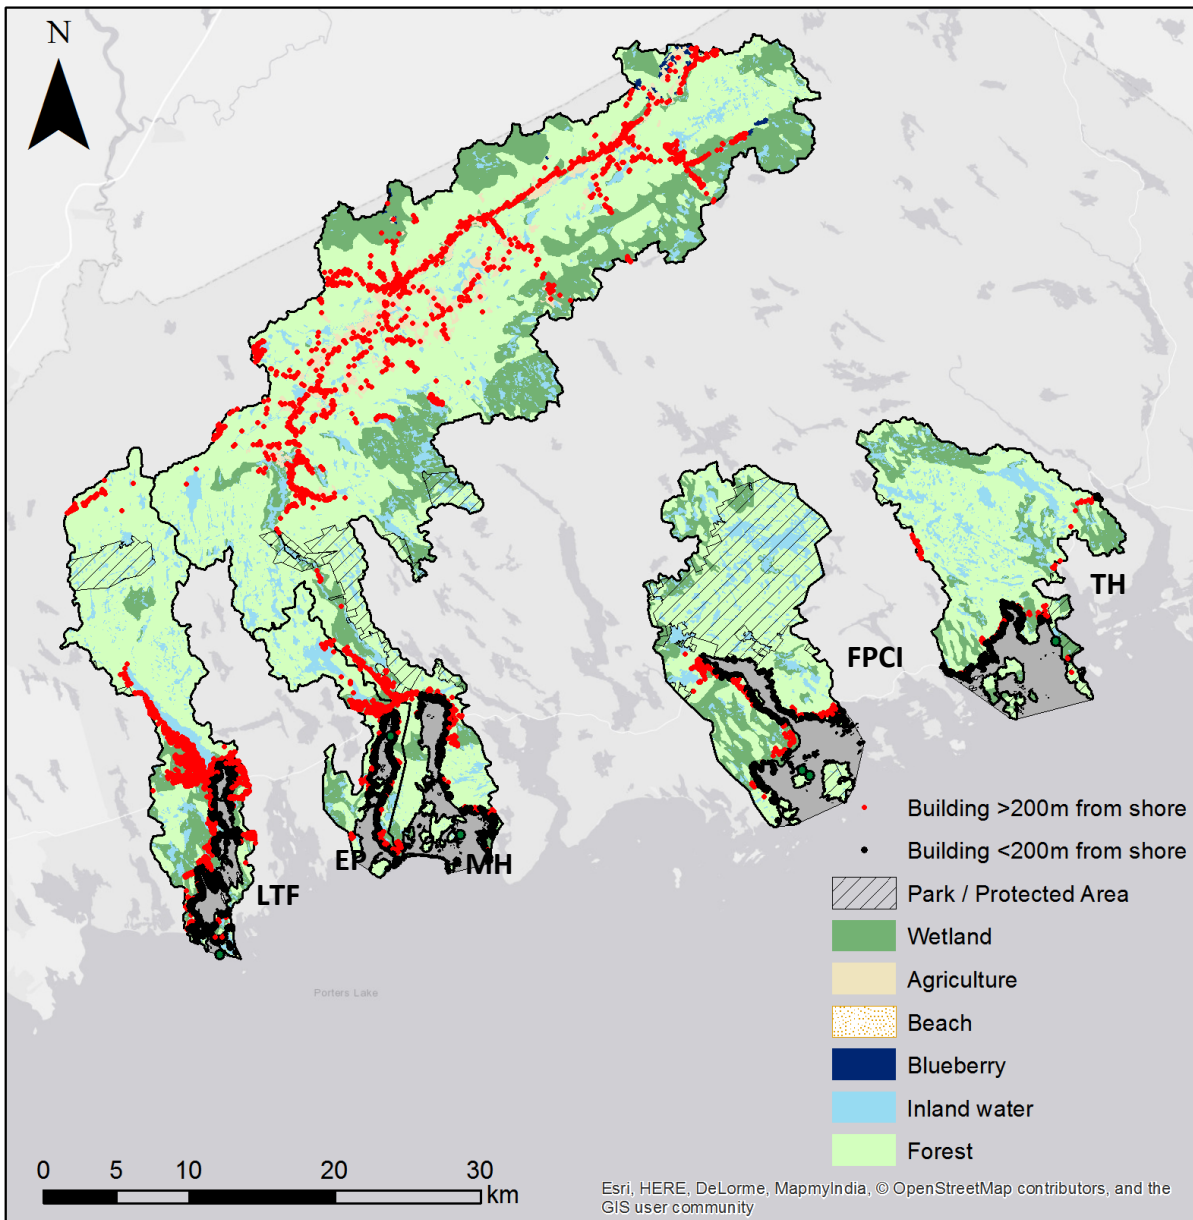 N
TH
FPCI
EP
MH
LTF
Porters Lake
Building >200m from shore
Building <200m from shore
Park / Protected Area
Wetland
Agriculture
Beach
Blueberry
Inland water
Forest
0 5 10 20 30
km
Esri, HERE, DeLorme, MapmyIndia, © OpenStreetMap contributors, and the
GIS user community